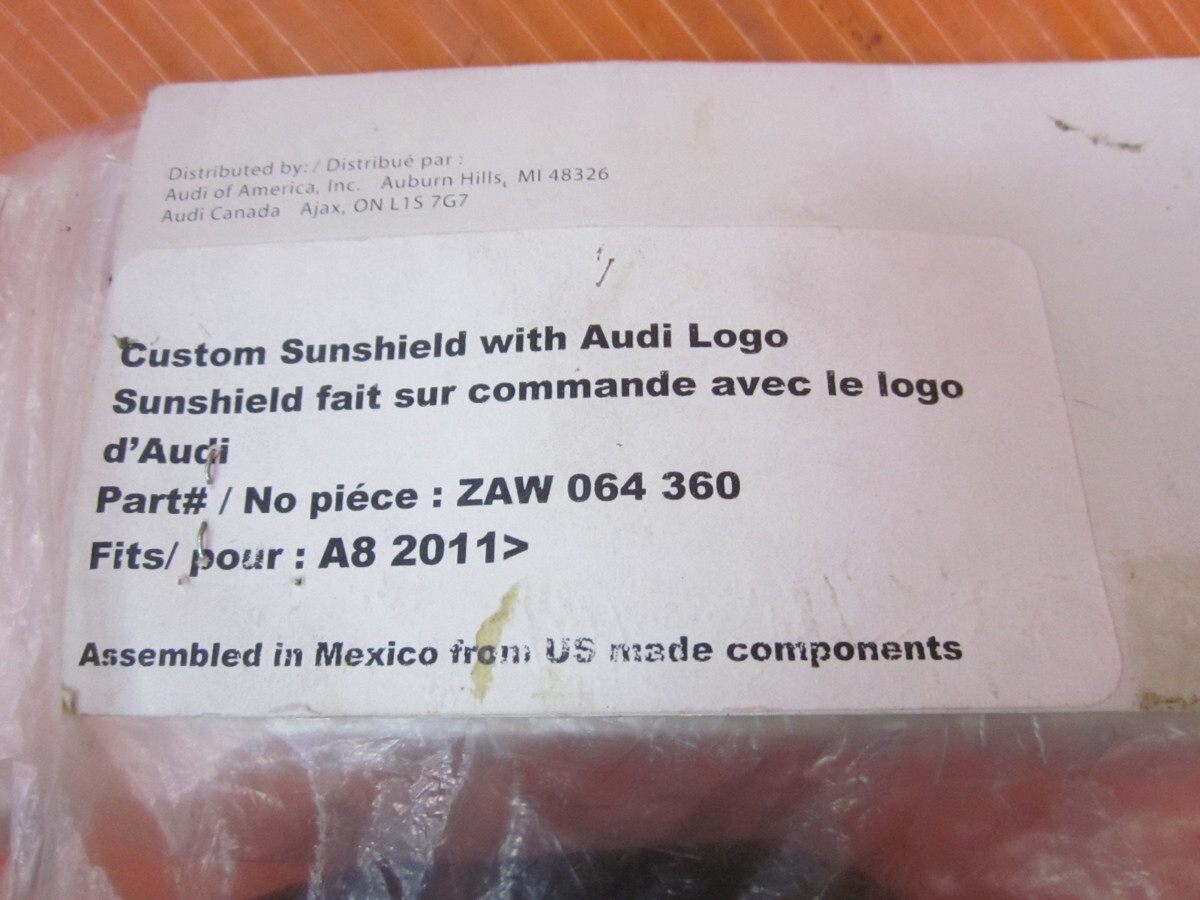 Distributed by: / Distribué par :
Audi of America, Inc. Auburn Hills, MI 48326
Audi Canada Ajax, ON L1S 7G7
Custom Sunshield with Audi Logo
Sunshield fait sur commande avec le logo
d'Audi
Part# / No piéce : ZAW 064 360
Fits/ pour : A8 2011>
Assembled in Mexico from US made components